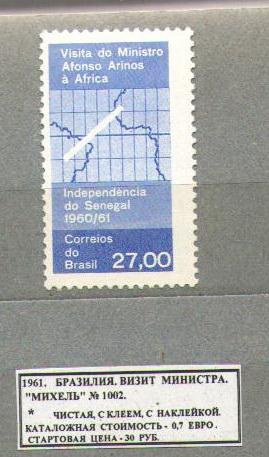 Visita do Ministro
Afonso Arinos
à Africa
Independência
do Senegal
1960/61
Correios
do
Brasil 27,00
1961. БРАЗИЛИЯ. ВИЗИТ МИНИСТРА.
"МИХЕЛЬ" № 1002.
* ЧИСТАЯ, С КЛЕЕМ, С НАКЛЕЙКОЙ.
КАТАЛОЖНАЯ СТОИМОСТЬ - 0,7 ЕВРО.
СТАРТОВАЯ ЦЕНА - 30 РУБ.